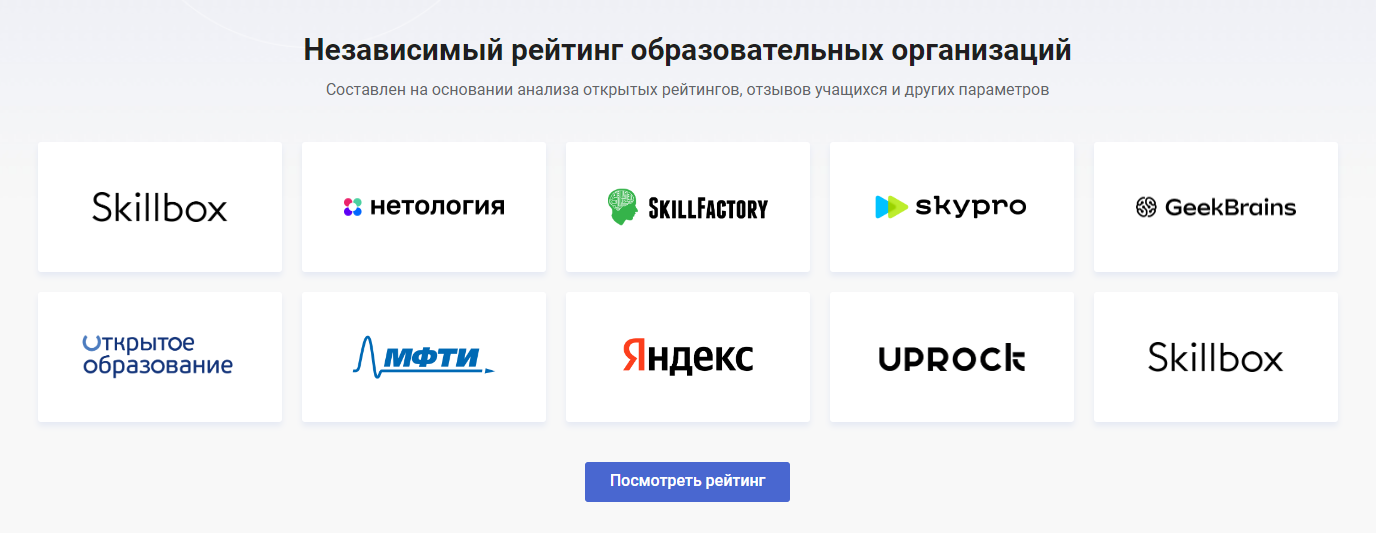 Независимый рейтинг образовательных организаций
Составлен на основании анализа открытых рейтингов, отзывов учащихся и других параметров
Skillbox
нетология
SKILLFACTORY
skypro
GeekBrains
Открытое
образование
МФТИ
Яндекс
UPROCK
Skillbox
Посмотреть рейтинг